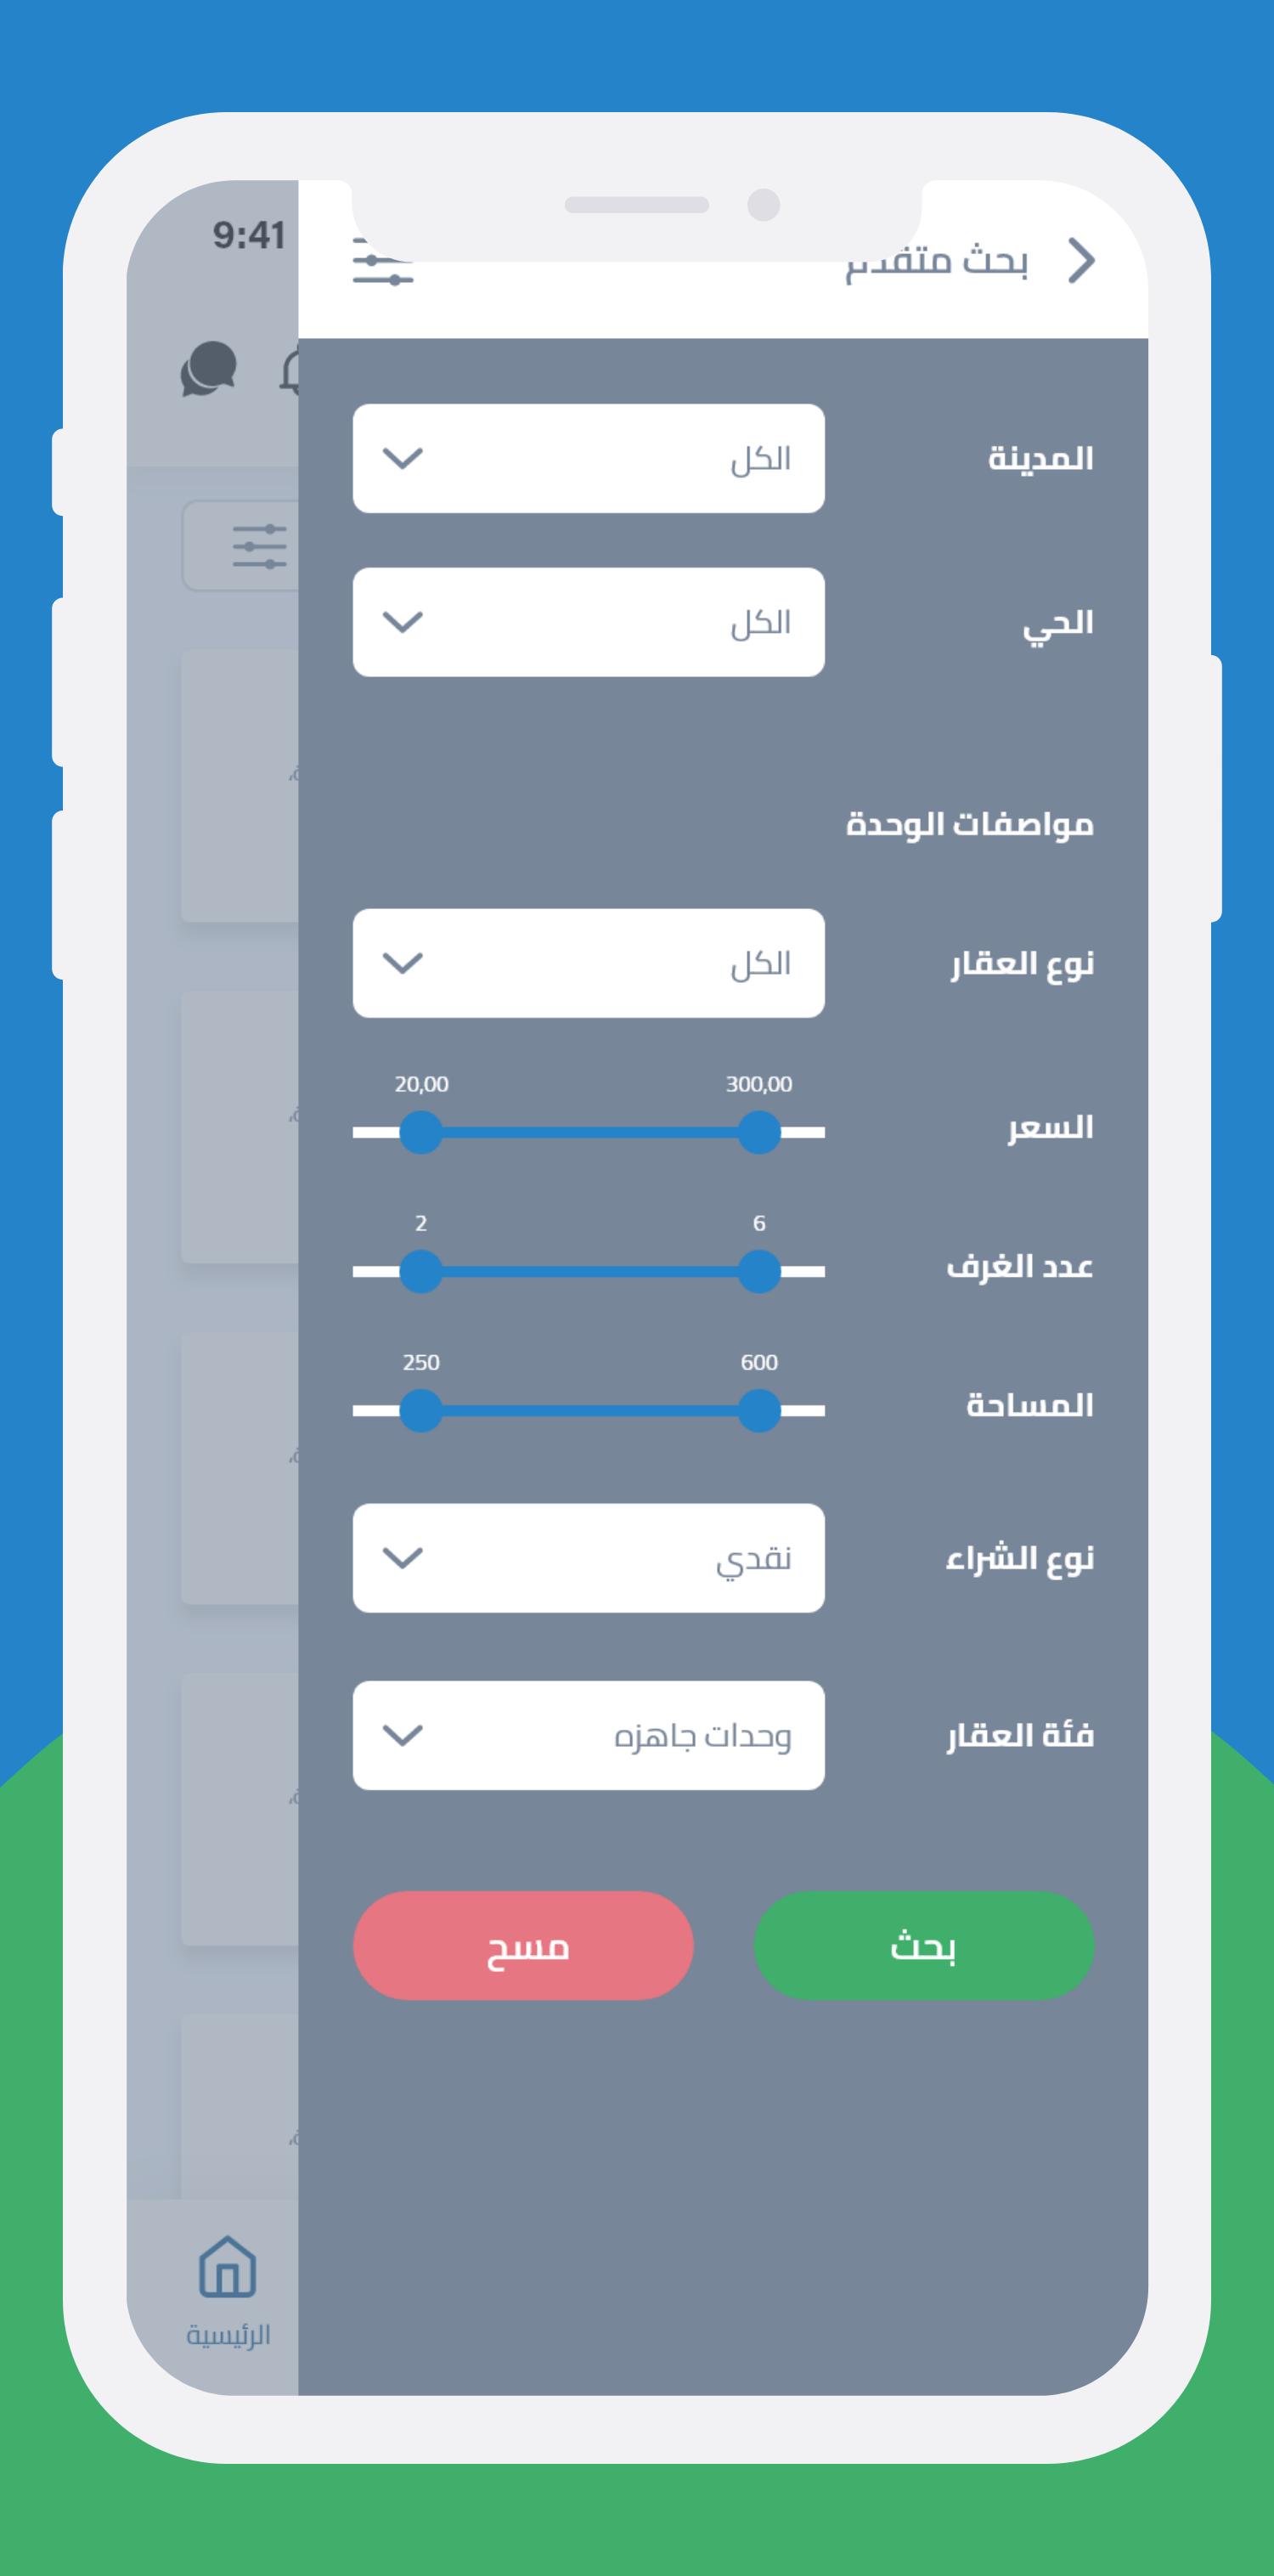 9:41
بحث متقدم
المدينة
الكل
الحي
الكل
مواصفات الوحدة
نوع العقار
الكل
السعر
300,00
20,00
عدد الغرف
6
2
المساحة
600
250
نوع الشراء
نقدي
فئة العقار
وحدات جاهزه
بحث
مسح
الرئيسية